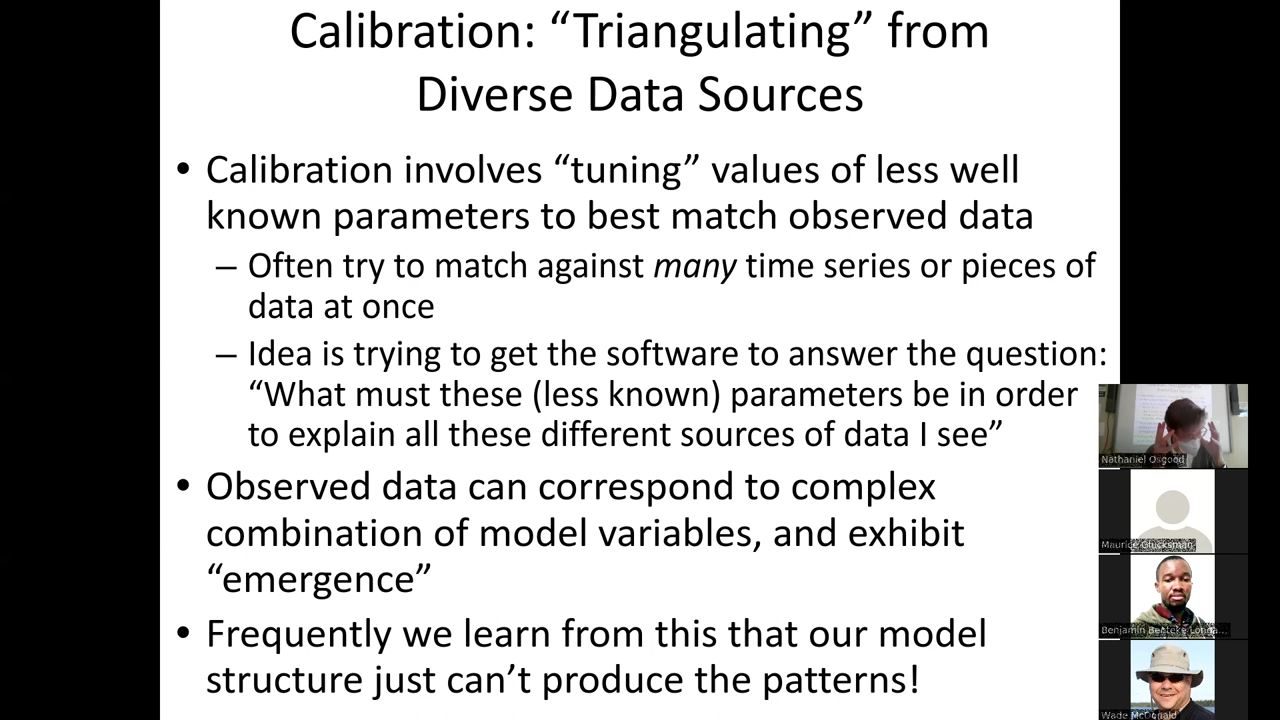 Calibration: “Triangulating” from
Diverse Data Sources
• Calibration involves “tuning” values of less well
known parameters to best match observed data
– Often try to match against many time series or pieces of
data at once
– Idea is trying to get the software to answer the question:
“What must these (less known) parameters be in order
to explain all these different sources of data I see”
• Observed data can correspond to complex
combination of model variables, and exhibit
“emergence”
• Frequently we learn from this that our model
structure just can’t produce the patterns!
Nathaniel Osgood
Maurice Glucksman
Benjamin
Wade McDonald